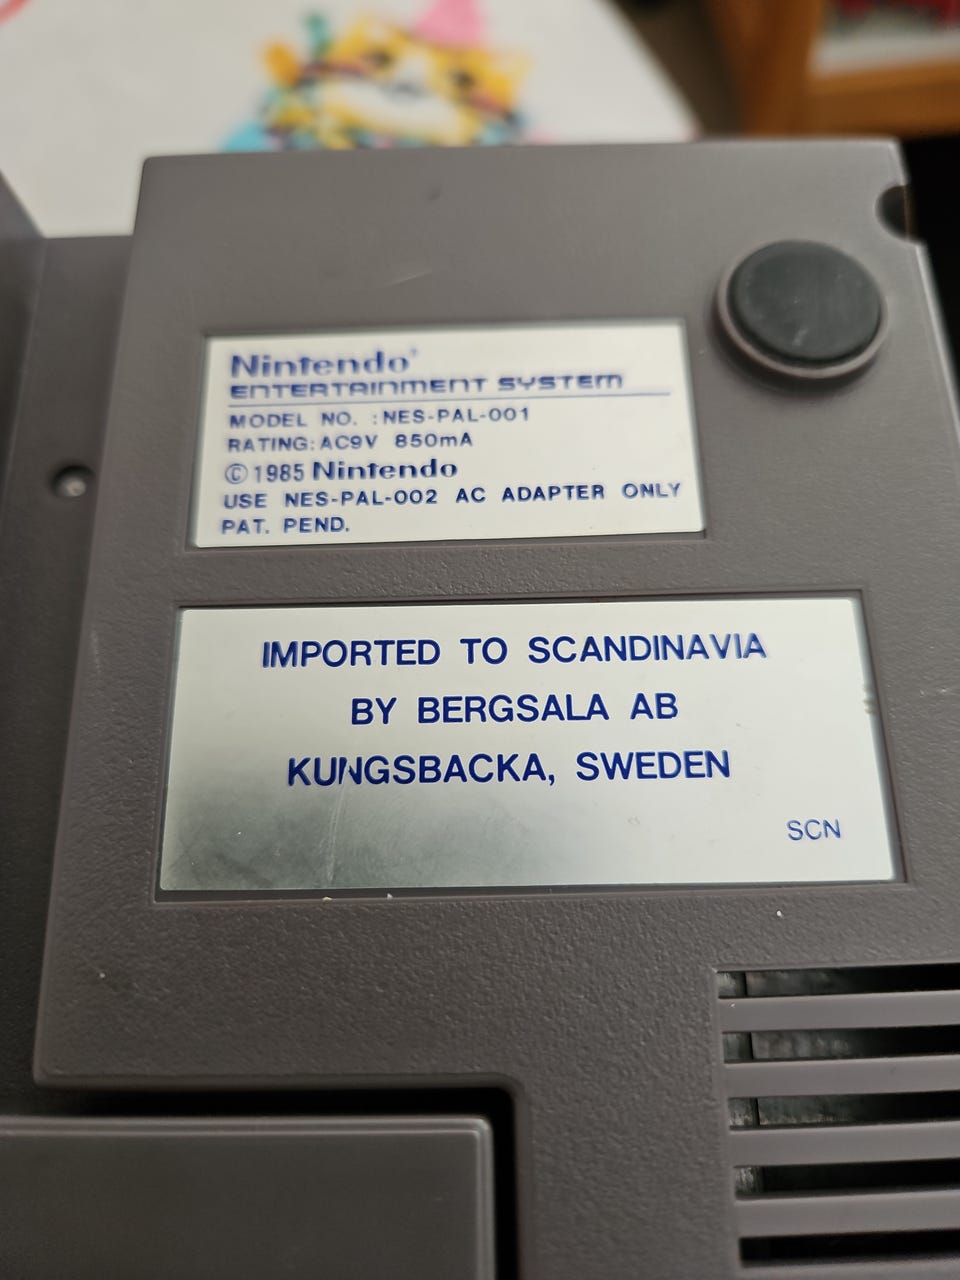 Nintendo
ENTERTAINMENT SYSTEM
MODEL NO. :NES-PAL-001
RATING:AC9V 850mA
©1985 Nintendo
USE NES-PAL-002 AC ADAPTER ONLY
PAT. PEND.
IMPORTED TO SCANDINAVIA
BY BERGSALA AB
KUNGSBACKA, SWEDEN
SCN